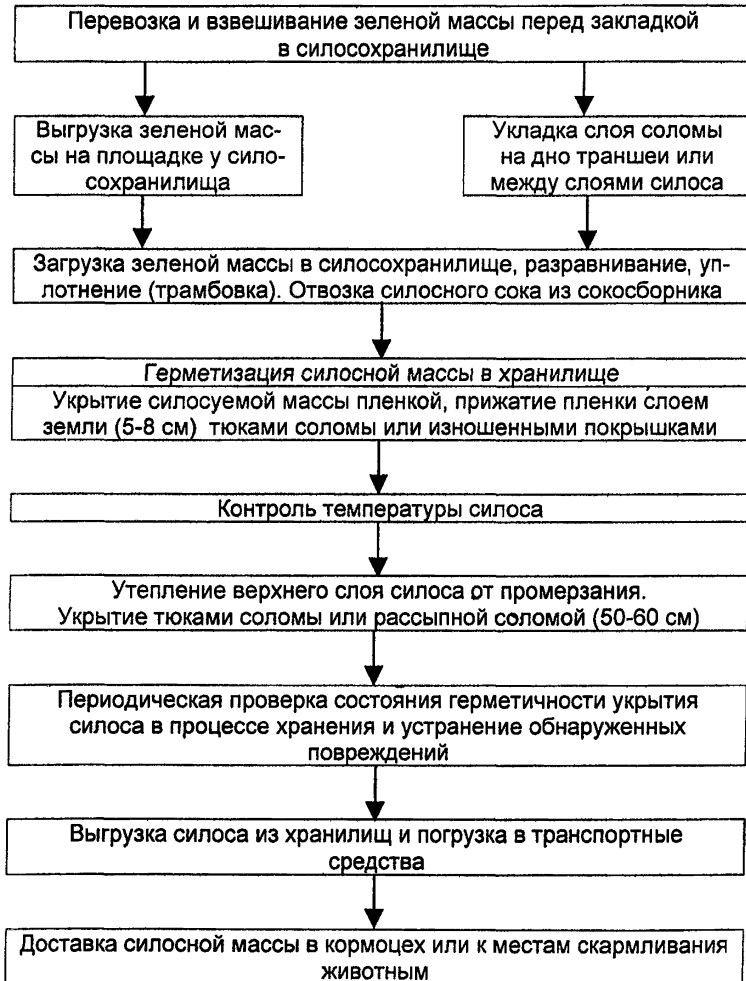 Перевозка и взвешивание зеленой массы перед закладкой
в силосохранилище
Выгрузка зеленой мас-
сы на площадке у сило-
сохранилища
Укладка слоя соломы
на дно траншеи или
между слоями силоса
Загрузка зеленой массы в силосохранилище, разравнивание, уп-
лотнение (трамбовка). Отвозка силосного сока из сокосборника
Герметизация силосной массы в хранилище
Укрытие силосуемой массы пленкой, прижатие пленки слоем
земли (5-8 см) тюками соломы или изношенными покрышками
Контроль температуры силоса
Утепление верхнего слоя силоса от промерзания.
Укрытие тюками соломы или рассыпной соломой (50-60 см)
Периодическая проверка состояния герметичности укрытия
силоса в процессе хранения и устранение обнаруженных
повреждений
Выгрузка силоса из хранилищ и погрузка в транспортные
средства
Доставка силосной массы в кормоцех или к местам скармливания
животным